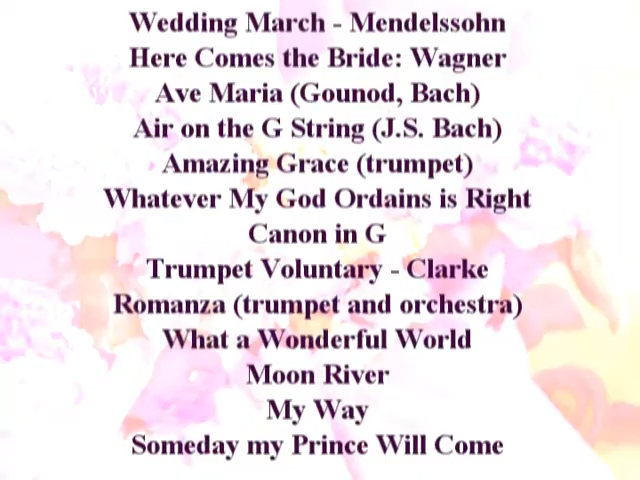 Wedding March - Mendelssohn
Here Comes the Bride: Wagner
Ave Maria (Gounod, Bach)
Air on the G String (J.S. Bach)
Amazing Grace (trumpet)
Whatever My God Ordains is Right
Canon in G
Trumpet Voluntary - Clarke
Romanza (trumpet and orchestra)
What a Wonderful World
Moon River
My Way
Someday my Prince Will Come